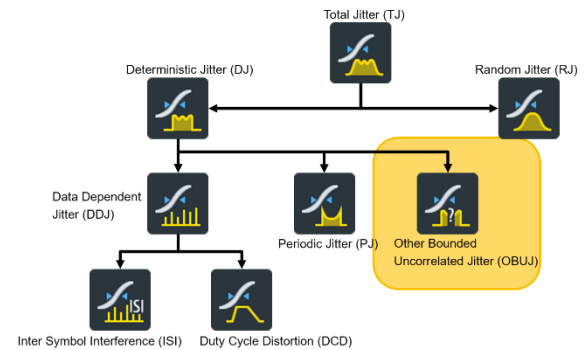 Total Jitter (TJ)
Deterministic Jitter (DJ)
Random Jitter (RJ)
Data Dependent
Jitter (DDJ)
?
Periodic Jitter (PJ)
Other Bounded
Uncorrelated Jitter (OBUJ)
ISI
Inter Symbol Interference (ISI)
Duty Cycle Distortion (DCD)